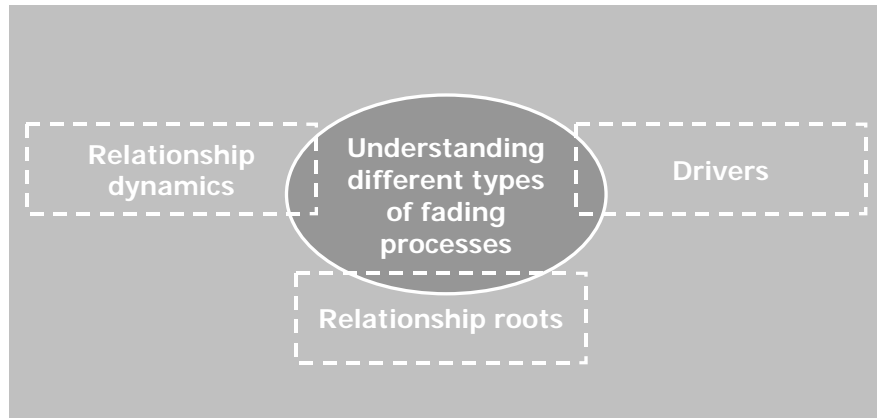 Relationship
dynamics
Understanding
different types
of fading
processes
Drivers
Relationship roots